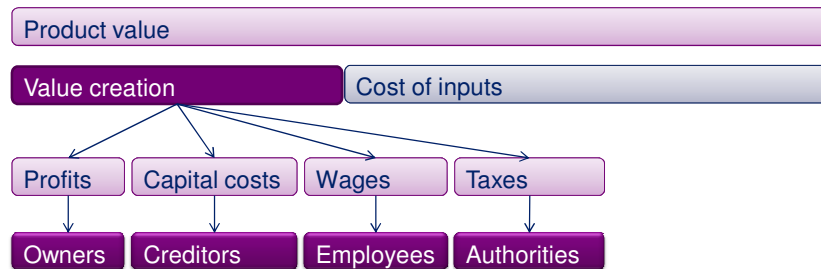 Product value
Value creation
Cost of inputs
Profits
Capital costs
Wages
Taxes
Owners
Creditors
Employees
Authorities